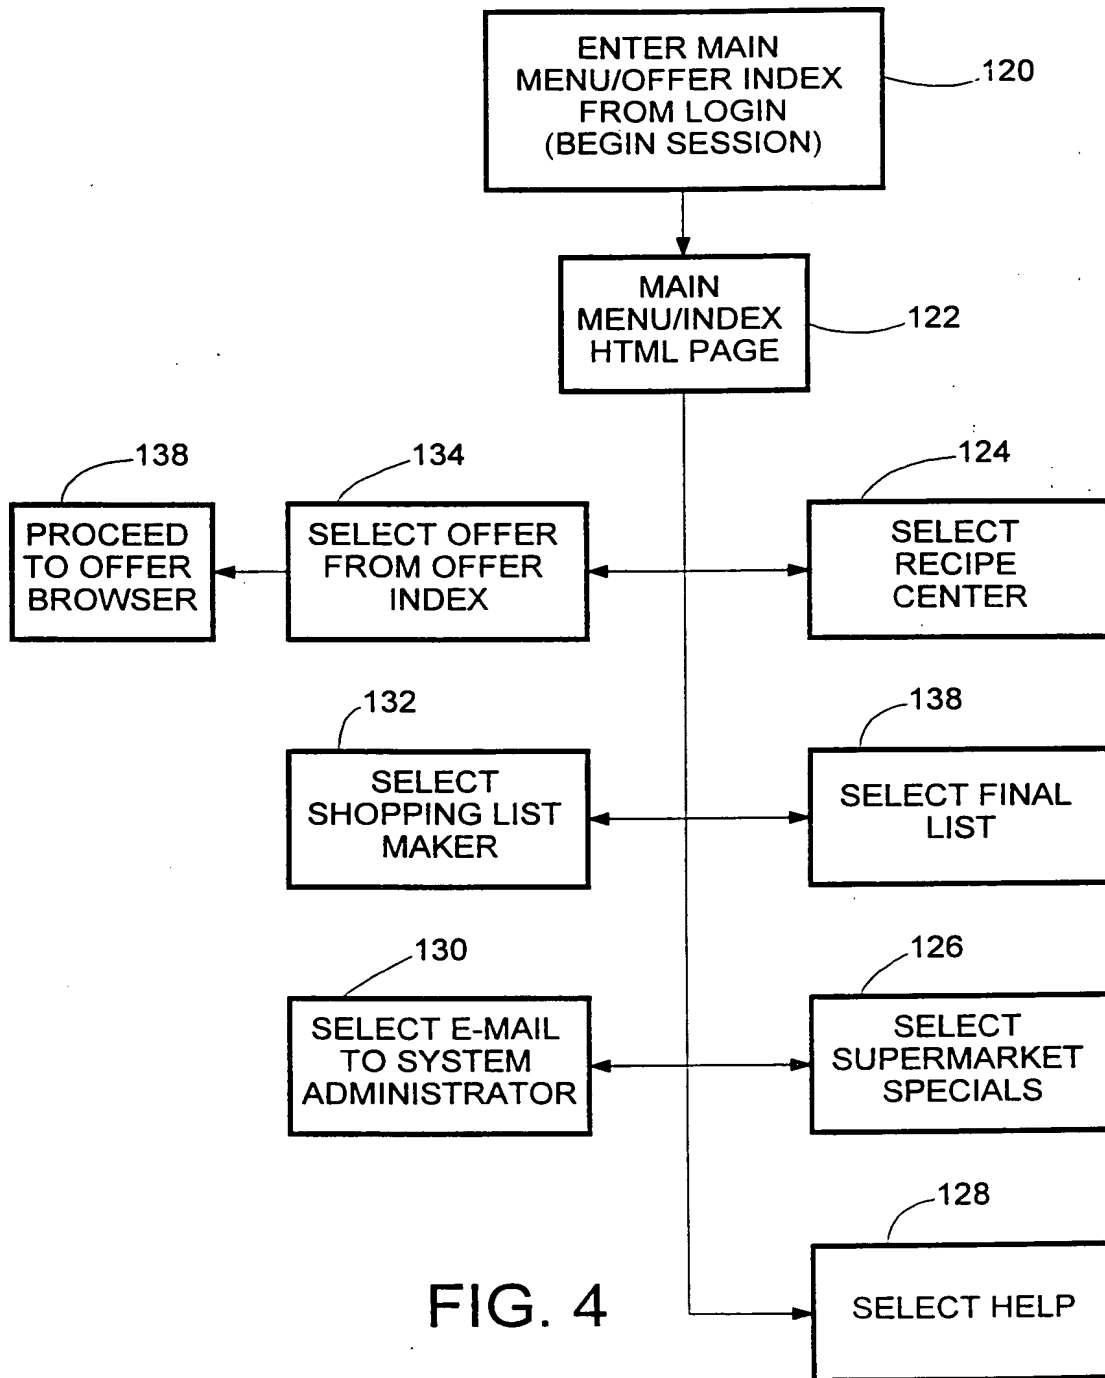 ENTER MAIN
MENU/OFFER INDEX
FROM LOGIN
(BEGIN SESSION)
120
MAIN
MENU/INDEX
HTML PAGE
122
138
PROCEED
TO OFFER
BROWSER
134
SELECT OFFER
FROM OFFER
INDEX
124
SELECT
RECIPE
CENTER
132
SELECT
SHOPPING LIST
MAKER
138
SELECT FINAL
LIST
130
SELECT E-MAIL
TO SYSTEM
ADMINISTRATOR
126
SELECT
SUPERMARKET
SPECIALS
128
SELECT HELP
FIG. 4